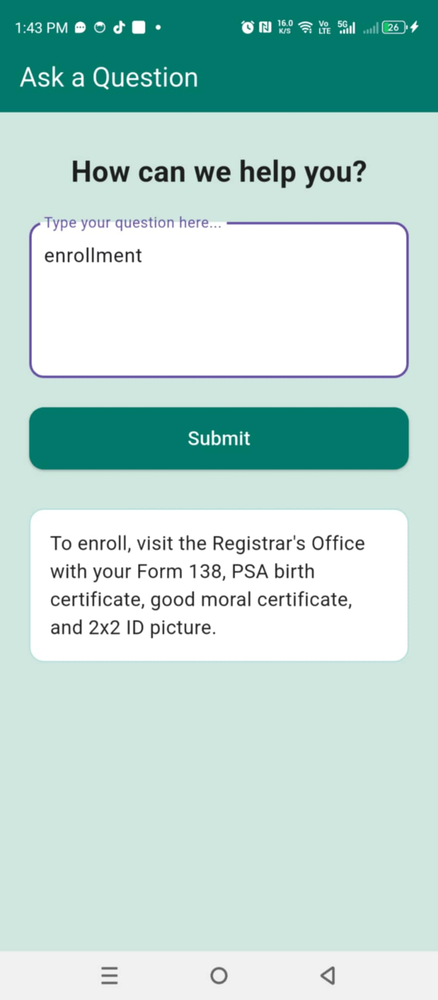 1:43 PM 16.0 K/S Vo LTE 5G 26
Ask a Question
How can we help you?
Type your question here...
enrollment
Submit
To enroll, visit the Registrar's Office
with your Form 138, PSA birth
certificate, good moral certificate,
and 2x2 ID picture.